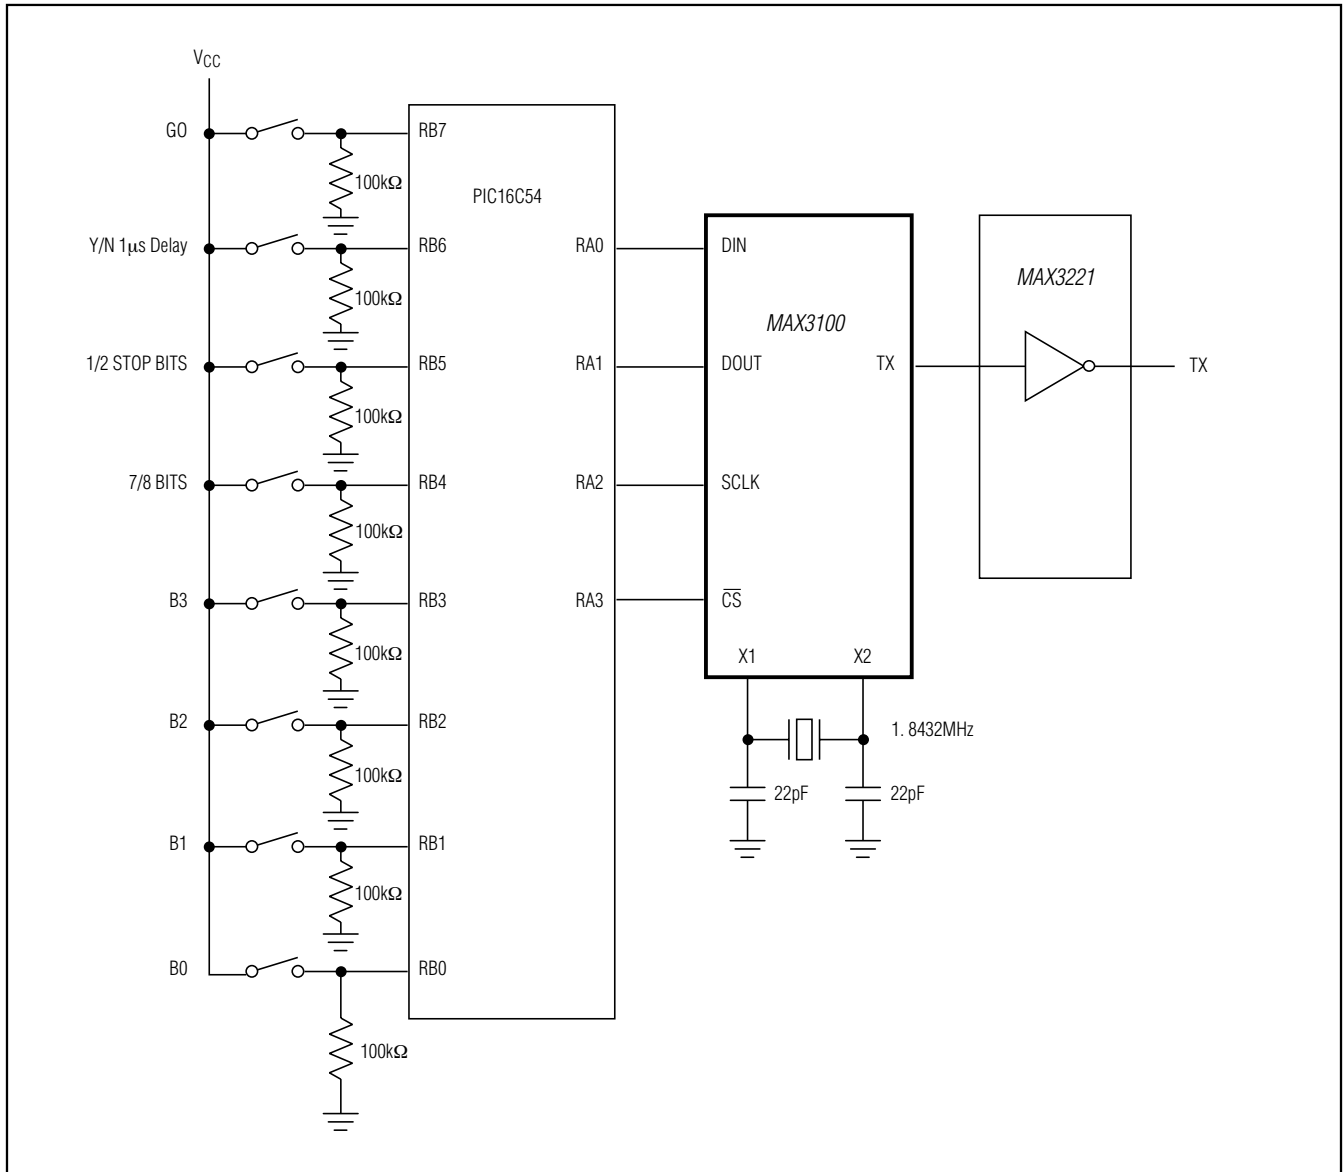 VCC
GO
RB7
100kΩ
PIC16C54
Y/N 1μs Delay
RB6
RA0
DIN
100kΩ
MAX3100
MAX3221
1/2 STOP BITS
RB5
RA1
DOUT
TX
TX
100kΩ
7/8 BITS
RB4
RA2
SCLK
100kΩ
B3
RB3
RA3
CS
100kΩ
X1
X2
B2
RB2
1. 8432MHz
100kΩ
22pF
22pF
B1
RB1
100kΩ
B0
RB0
100kΩ